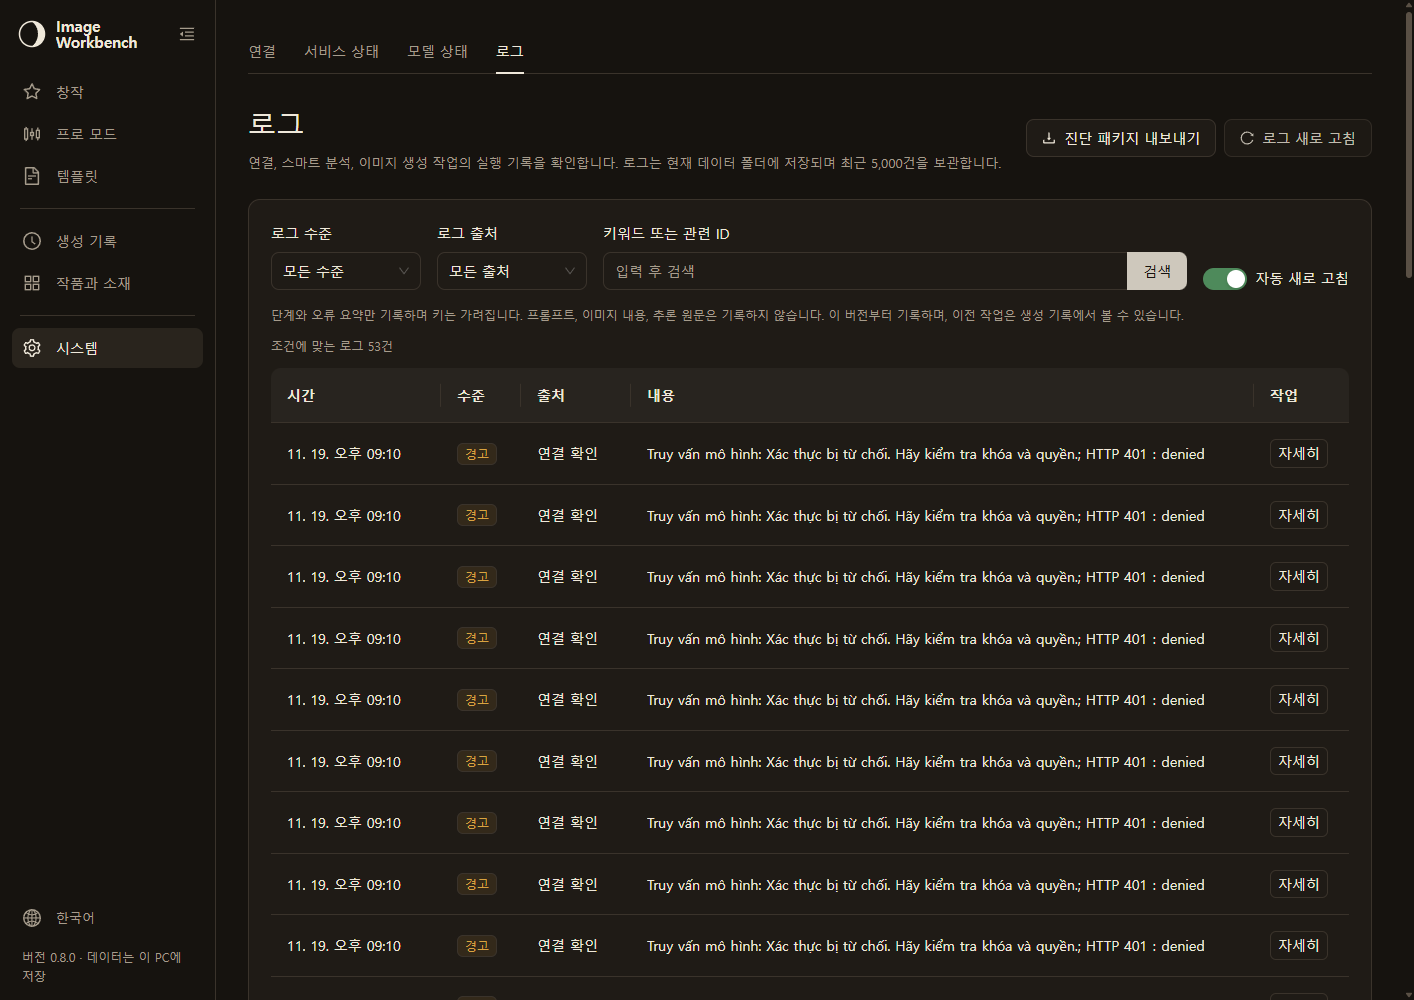 Image
Workbench
창작
프로 모드
템플릿
생성 기록
작품과 소재
시스템
한국어
버전 0.8.0 · 데이터는 이 PC에
저장
연결 서비스 상태 모델 상태 로그
로그
연결, 스마트 분석, 이미지 생성 작업의 실행 기록을 확인합니다. 로그는 현재 데이터 폴더에 저장되며 최근 5,000건을 보관합니다.
진단 패키지 내보내기 로그 새로 고침
로그 수준 로그 출처 키워드 또는 관련 ID
모든 수준 모든 출처 입력 후 검색 검색 자동 새로 고침
단계와 오류 요약만 기록하며 키는 가려집니다. 프롬프트, 이미지 내용, 추론 원문은 기록하지 않습니다. 이 버전부터 기록하며, 이전 작업은 생성 기록에서 볼 수 있습니다.
조건에 맞는 로그 53건
시간 수준 출처 내용 작업
11. 19. 오후 09:10 경고 연결 확인 Truy vấn mô hình: Xác thực bị từ chối. Hãy kiểm tra khóa và quyền.; HTTP 401 : denied 자세히
11. 19. 오후 09:10 경고 연결 확인 Truy vấn mô hình: Xác thực bị từ chối. Hãy kiểm tra khóa và quyền.; HTTP 401 : denied 자세히
11. 19. 오후 09:10 경고 연결 확인 Truy vấn mô hình: Xác thực bị từ chối. Hãy kiểm tra khóa và quyền.; HTTP 401 : denied 자세히
11. 19. 오후 09:10 경고 연결 확인 Truy vấn mô hình: Xác thực bị từ chối. Hãy kiểm tra khóa và quyền.; HTTP 401 : denied 자세히
11. 19. 오후 09:10 경고 연결 확인 Truy vấn mô hình: Xác thực bị từ chối. Hãy kiểm tra khóa và quyền.; HTTP 401 : denied 자세히
11. 19. 오후 09:10 경고 연결 확인 Truy vấn mô hình: Xác thực bị từ chối. Hãy kiểm tra khóa và quyền.; HTTP 401 : denied 자세히
11. 19. 오후 09:10 경고 연결 확인 Truy vấn mô hình: Xác thực bị từ chối. Hãy kiểm tra khóa và quyền.; HTTP 401 : denied 자세히
11. 19. 오후 09:10 경고 연결 확인 Truy vấn mô hình: Xác thực bị từ chối. Hãy kiểm tra khóa và quyền.; HTTP 401 : denied 자세히
11. 19. 오후 09:10 경고 연결 확인 Truy vấn mô hình: Xác thực bị từ chối. Hãy kiểm tra khóa và quyền.; HTTP 401 : denied 자세히